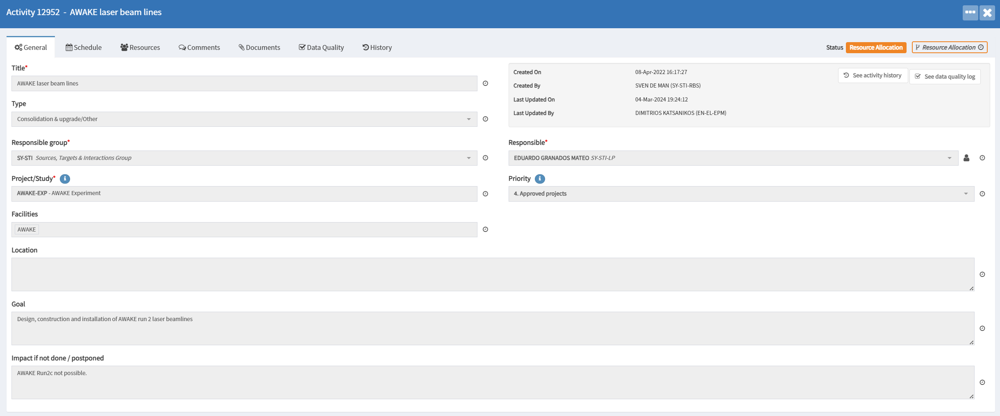 Activity 12952 - AWAKE laser beam lines
General Schedule Resources Comments Documents Data Quality History
Status Resource Allocation Resource Allocation
Title*
AWAKE laser beam lines
Type
Consolidation & upgrade/Other
Created On 08-Apr-2022 16:17:27
Created By SVEN DE MAN (SY-STI-RBS)
Last Updated On 04-Mar-2024 19:24:12
Last Updated By DIMITRIOS KATSANIKOS (EN-EL-EPM)
See activity history See data quality log
Responsible group*
SY-STI Sources, Targets & Interactions Group
Responsible*
EDUARDO GRANADOS MATEO SY-STI-LP
Project/Study*
AWAKE-EXP - AWAKE Experiment
Priority
4. Approved projects
Facilities
AWAKE
Location
Goal
Design, construction and installation of AWAKE run 2 laser beamlines
Impact if not done / postponed
AWAKE Run2c not possible.